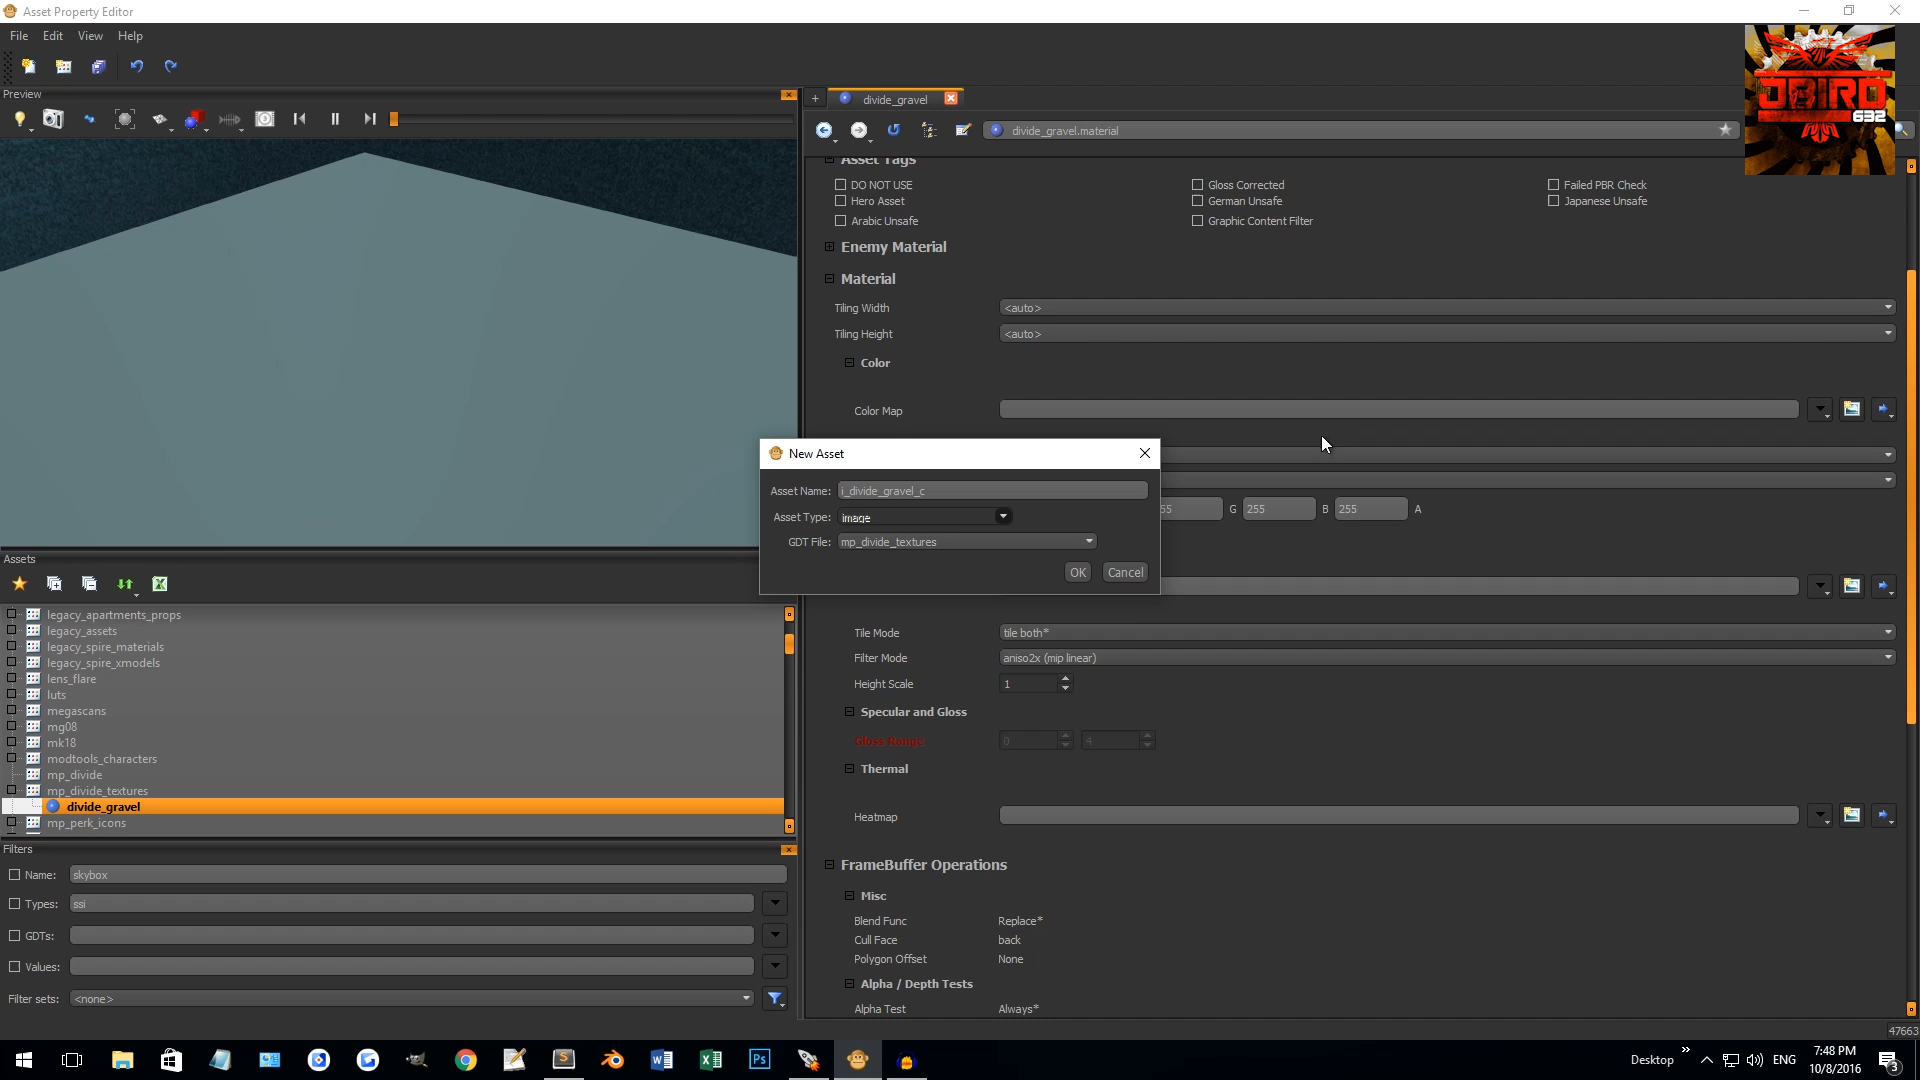 Asset Property Editor
File Edit View Help
JBIRD
632
Preview
divide_gravel
divide_gravel.material
Asset Tags
DO NOT USE Gloss Corrected Failed PBR Check
Hero Asset German Unsafe Japanese Unsafe
Arabic Unsafe Graphic Content Filter
Enemy Material
Material
Tiling Width <auto>
Tiling Height <auto>
Color
Color Map
New Asset
Asset Name: i_divide_gravel_c
Asset Type: image
GDT File: mp_divide_textures
OK Cancel
55 G 255 B 255 A
Tile Mode tile both*
Filter Mode aniso2x (mip linear)
Height Scale 1
Specular and Gloss
Gloss Range 0 4
Thermal
Heatmap
FrameBuffer Operations
Misc
Blend Func Replace*
Cull Face back
Polygon Offset None
Alpha / Depth Tests
Alpha Test Always*
47663
Assets
legacy_apartments_props
legacy_assets
legacy_spire_materials
legacy_spire_xmodels
lens_flare
luts
megascans
mg08
mk18
modtools_characters
mp_divide
mp_divide_textures
divide_gravel
mp_perk_icons
Filters
Name: skybox
Types: ssi
GDTs:
Values:
Filter sets: <none>
Desktop ENG 7:48 PM
10/8/2016
3